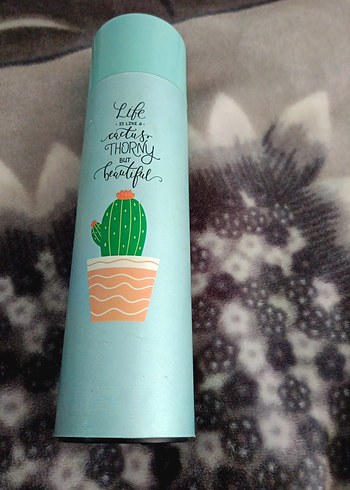 Life
- IS LIKE A -
cactus,
THORNY
BUT
beautiful